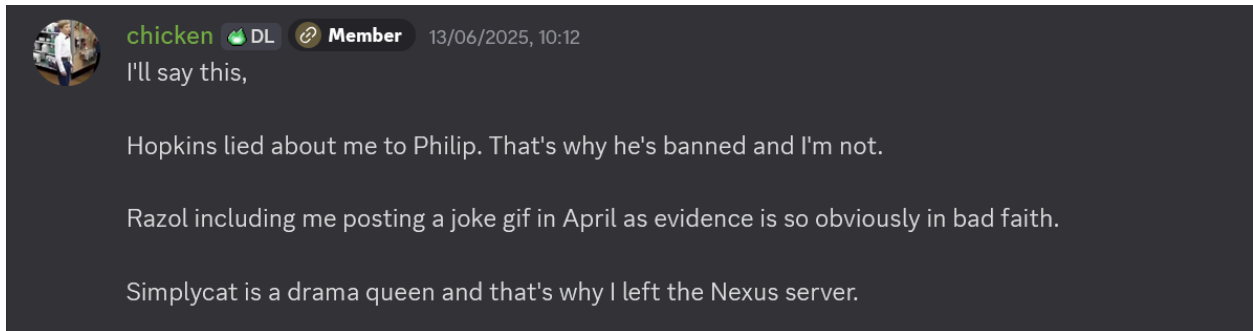 chicken DL Member 13/06/2025, 10:12
I'll say this,
Hopkins lied about me to Philip. That's why he's banned and I'm not.
Razol including me posting a joke gif in April as evidence is so obviously in bad faith.
Simplycat is a drama queen and that's why I left the Nexus server.